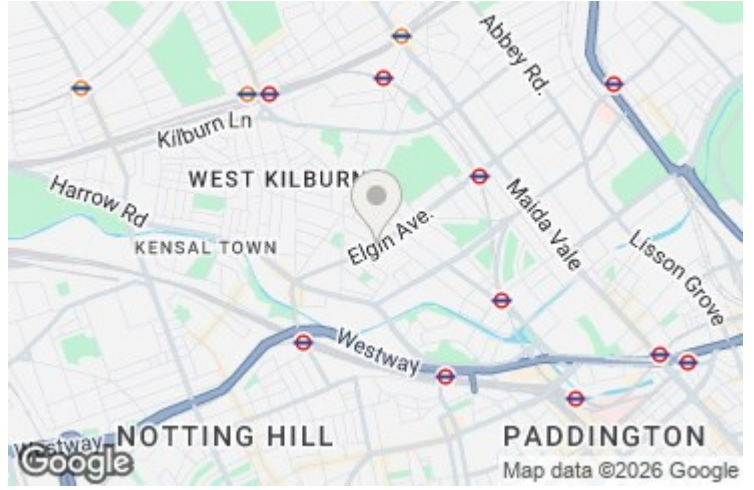 Abbey Rd.
Kilburn Ln
WEST KILBURN
Harrow Rd
Maida Vale
Elgin Ave.
KENSAL TOWN
Lisson Grove
Westway
Westway
NOTTING HILL
PADDINGTON
Google
Map data ©2026 Google